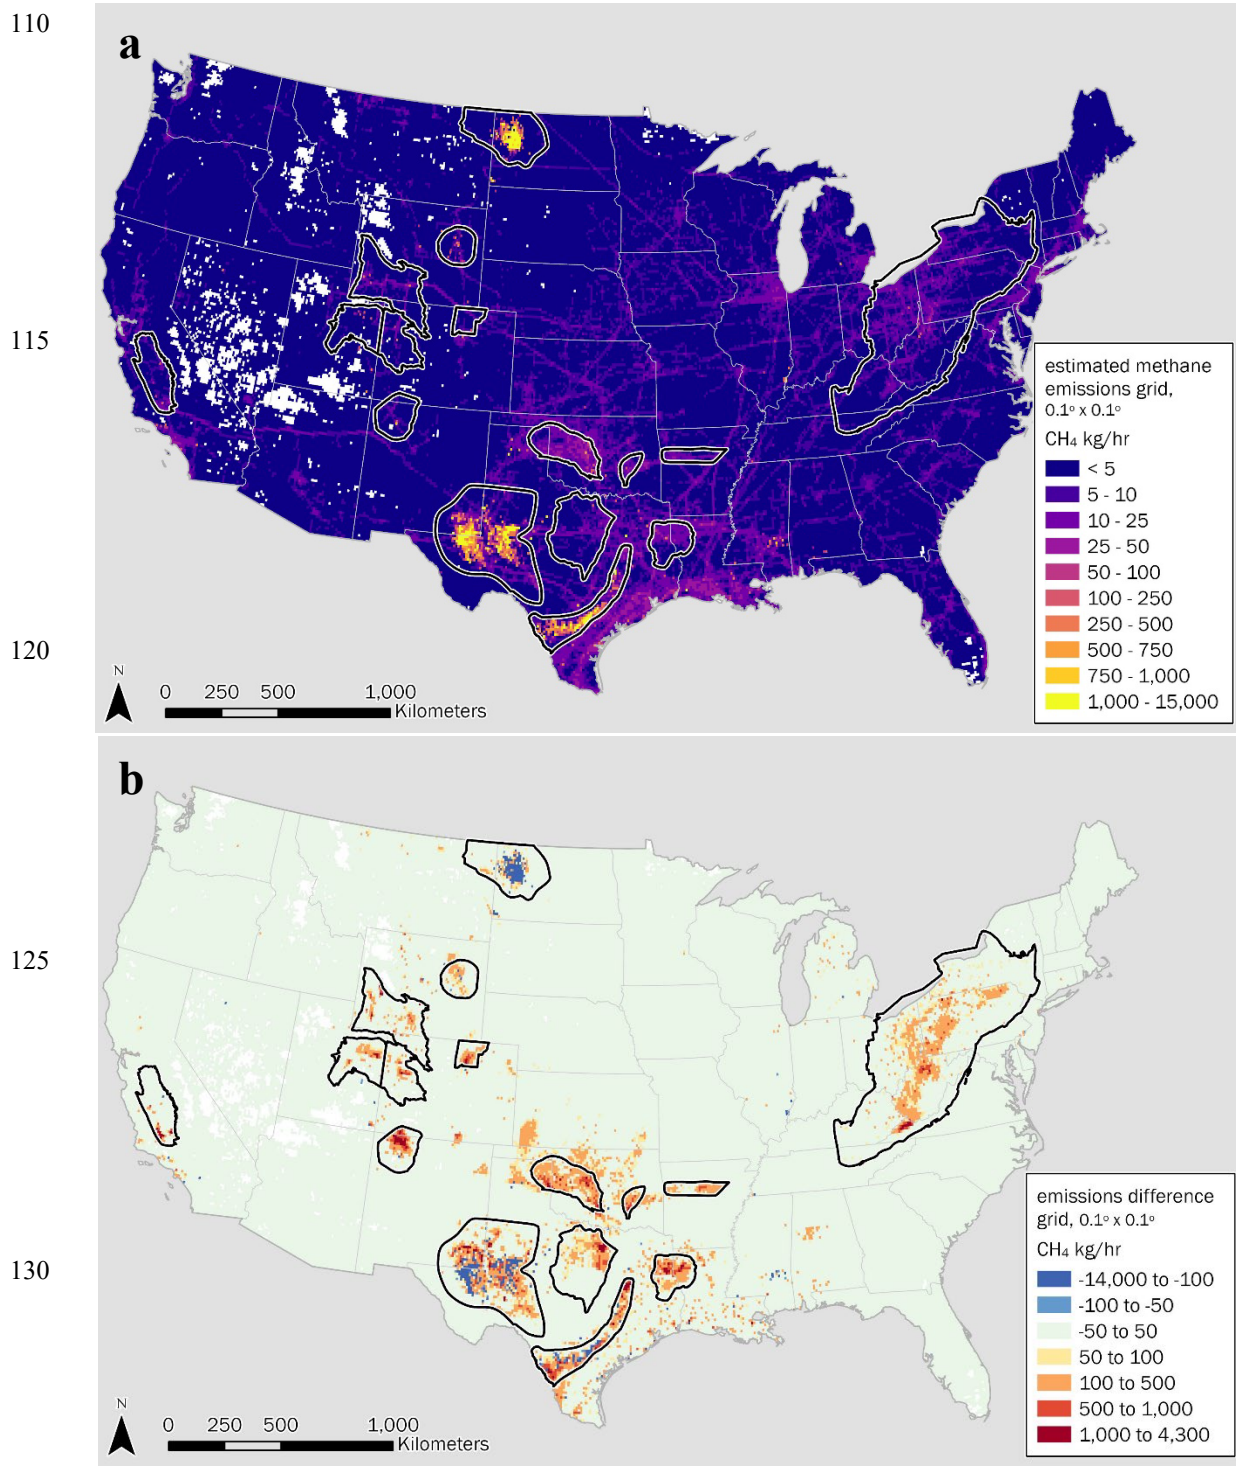 110
a
115
estimated methane
emissions grid,
0.1° x 0.1°
CH₄ kg/hr
< 5
5 - 10
10 - 25
25 - 50
50 - 100
100 - 250
250 - 500
500 - 750
750 - 1,000
1,000 - 15,000
120
N
0 250 500 1,000
Kilometers
b
125
130
emissions difference
grid, 0.1° x 0.1°
CH₄ kg/hr
-14,000 to -100
-100 to -50
-50 to 50
50 to 100
100 to 500
500 to 1,000
1,000 to 4,300
N
0 250 500 1,000
Kilometers